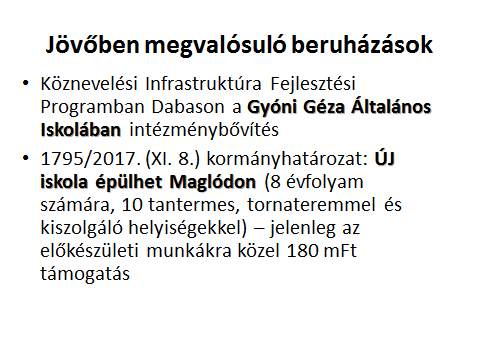 Jövőben megvalósuló beruházások
• Köznevelési Infrastruktúra Fejlesztési
Programban Dabason a Gyóni Géza Általános
Iskolában intézménybővítés
• 1795/2017. (XI. 8.) kormányhatározat: ÚJ
iskola épülhet Maglódon (8 évfolyam
számára, 10 tantermes, tornateremmel és
kiszolgáló helyiségekkel) – jelenleg az
előkészületi munkákra közel 180 mFt
támogatás